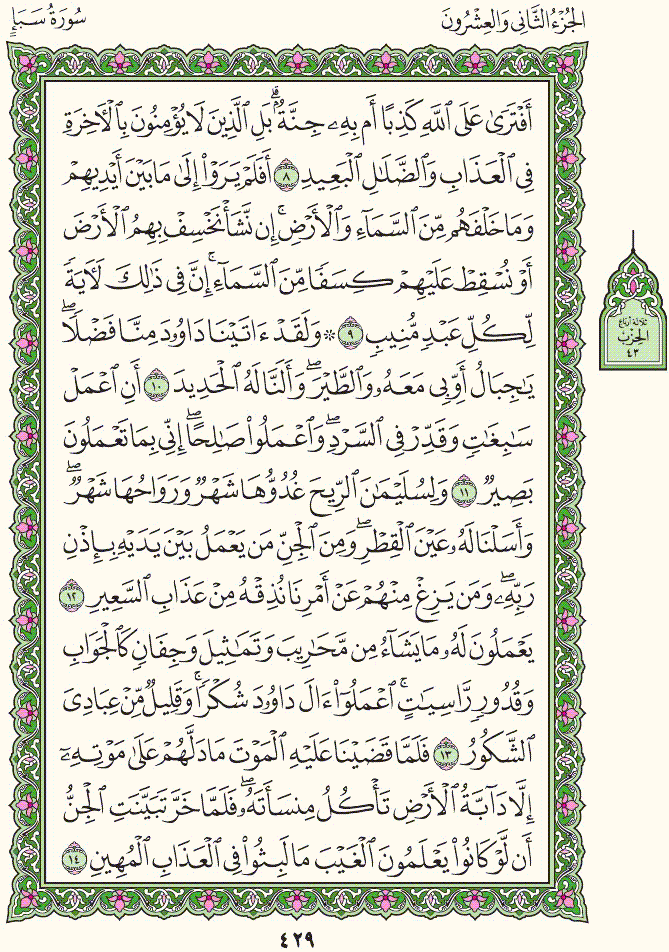 الجُزْءُ الثَّانِي وَالعِشْرُونَ
سُورَةُ سَبَإٍ
أَفْتَرَىٰ عَلَى ٱللَّهِ كَذِبًا أَم بِهِۦ جِنَّةٌۢۗ بَلِ ٱلَّذِينَ لَا يُؤْمِنُونَ بِٱلْأٓخِرَةِ
فِي ٱلْعَذَابِ وَٱلضَّلَٰلِ ٱلْبَعِيدِ ٨ أَفَلَمْ يَرَوْا۟ إِلَىٰ مَا بَيْنَ أَيْدِيهِمْ
وَمَا خَلْفَهُم مِّنَ ٱلسَّمَآءِ وَٱلْأَرْضِۚ إِن نَّشَأْ نَخْسِفْ بِهِمُ ٱلْأَرْضَ
أَوْ نُسْقِطْ عَلَيْهِمْ كِسَفًا مِّنَ ٱلسَّمَآءِۚ إِنَّ فِي ذَٰلِكَ لَأٓيَةً
لِّكُلِّ عَبْدٍ مُّنِيبٍ ٩ ۞ وَلَقَدْ ءَاتَيْنَا دَاوُۥدَ مِنَّا فَضْلًاۖ
يَٰجِبَالُ أَوِّبِي مَعَهُۥ وَٱلطَّيْرَۖ وَأَلَنَّا لَهُ ٱلْحَدِيدَ ١٠ أَنِ ٱعْمَلْ
سَٰبِغَٰتٍ وَقَدِّرْ فِي ٱلسَّرْدِۖ وَٱعْمَلُوا۟ صَٰلِحًاۖ إِنِّي بِمَا تَعْمَلُونَ
بَصِيرٌ ١١ وَلِسُلَيْمَٰنَ ٱلرِّيحَ غُدُوُّهَا شَهْرٌ وَرَوَاحُهَا شَهْرٌۖ
وَأَسَلْنَا لَهُۥ عَيْنَ ٱلْقِطْرِۖ وَمِنَ ٱلْجِنِّ مَن يَعْمَلُ بَيْنَ يَدَيْهِ بِإِذْنِ
رَبِّهِۦۖ وَمَن يَزِغْ مِنْهُمْ عَنْ أَمْرِنَا نُذِقْهُ مِنْ عَذَابِ ٱلسَّعِيرِ ١٢
يَعْمَلُونَ لَهُۥ مَا يَشَآءُ مِن مَّحَٰرِيبَ وَتَمَٰثِيلَ وَجِفَانٍ كَٱلْجَوَابِ
وَقُدُورٍ رَّاسِيَٰتٍۚ ٱعْمَلُوٓا۟ ءَالَ دَاوُۥدَ شُكْرًاۚ وَقَلِيلٌ مِّنْ عِبَادِيَ
ٱلشَّكُورُ ١٣ فَلَمَّا قَضَيْنَا عَلَيْهِ ٱلْمَوْتَ مَا دَلَّهُمْ عَلَىٰ مَوْتِهِۦٓ
إِلَّا دَآبَّةُ ٱلْأَرْضِ تَأْكُلُ مِنسَأَتَهُۥۖ فَلَمَّا خَرَّ تَبَيَّنَتِ ٱلْجِنُّ
أَن لَّوْ كَانُوا۟ يَعْلَمُونَ ٱلْغَيْبَ مَا لَبِثُوا۟ فِي ٱلْعَذَابِ ٱلْمُهِينِ ١٤
ثلاثة أرباع
الحزب
٤٣
٤٢٩